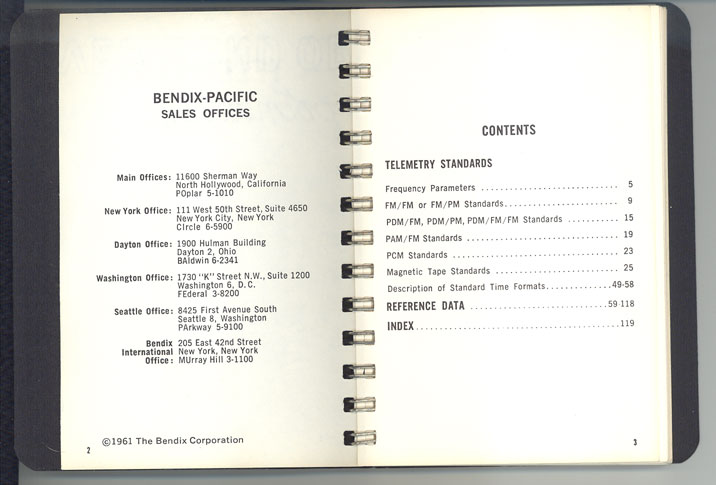 BENDIX-PACIFIC
SALES OFFICES
Main Offices: 11600 Sherman Way
North Hollywood, California
POplar 5-1010
New York Office: 111 West 50th Street, Suite 4650
New York City, New York
CIrcle 6-5900
Dayton Office: 1900 Hulman Building
Dayton 2, Ohio
BAldwin 6-2341
Washington Office: 1730 "K" Street N.W., Suite 1200
Washington 6, D.C.
FEderal 3-8200
Seattle Office: 8425 First Avenue South
Seattle 8, Washington
PArkway 5-9100
Bendix 205 East 42nd Street
International New York, New York
Office: MUrray Hill 3-1100
©1961 The Bendix Corporation
2
CONTENTS
TELEMETRY STANDARDS
Frequency Parameters .............................. 5
FM/FM or FM/PM Standards......................... 9
PDM/FM, PDM/PM, PDM/FM/FM Standards .......... 15
PAM/FM Standards ................................. 19
PCM Standards .................................... 23
Magnetic Tape Standards ........................... 25
Description of Standard Time Formats.............49-58
REFERENCE DATA .............................59-118
INDEX............................................119
3